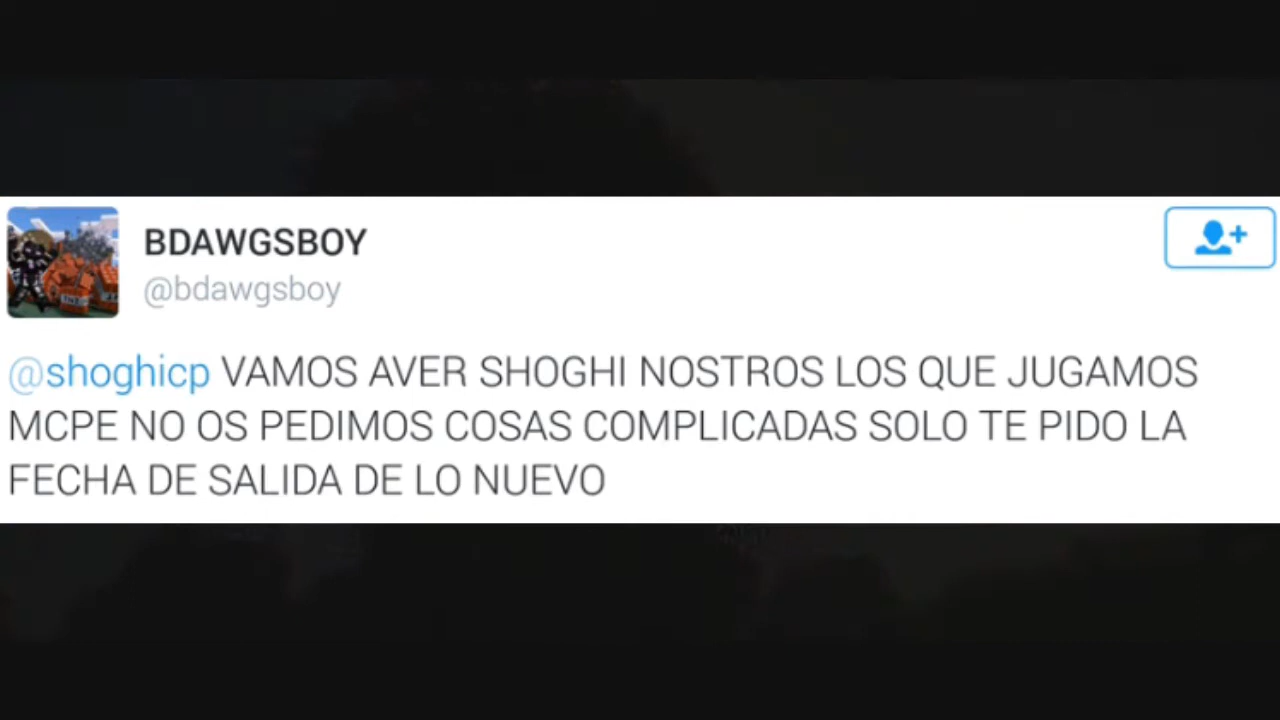 BDAWGSBOY
@bdawgsboy
@shoghicp VAMOS AVER SHOGHI NOSTROS LOS QUE JUGAMOS
MCPE NO OS PEDIMOS COSAS COMPLICADAS SOLO TE PIDO LA
FECHA DE SALIDA DE LO NUEVO